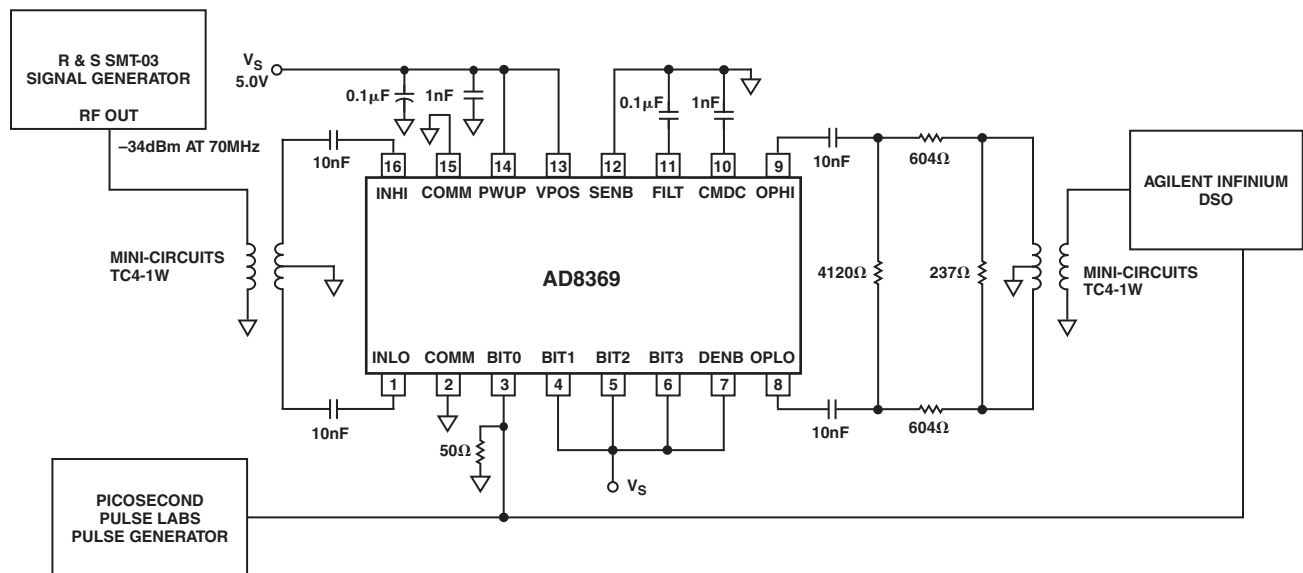 R & S SMT-03
SIGNAL GENERATOR
RF OUT
–34dBm AT 70MHz
VS
5.0V
0.1µF
1nF
0.1µF
1nF
10nF
10nF
604Ω
16
15
14
13
12
11
10
9
INHI
COMM
PWUP
VPOS
SENB
FILT
CMDC
OPHI
AGILENT INFINIUM
DSO
MINI-CIRCUITS
TC4-1W
AD8369
4120Ω
237Ω
MINI-CIRCUITS
TC4-1W
INLO
COMM
BIT0
BIT1
BIT2
BIT3
DENB
OPLO
1
2
3
4
5
6
7
8
10nF
10nF
604Ω
50Ω
VS
PICOSECOND
PULSE LABS
PULSE GENERATOR